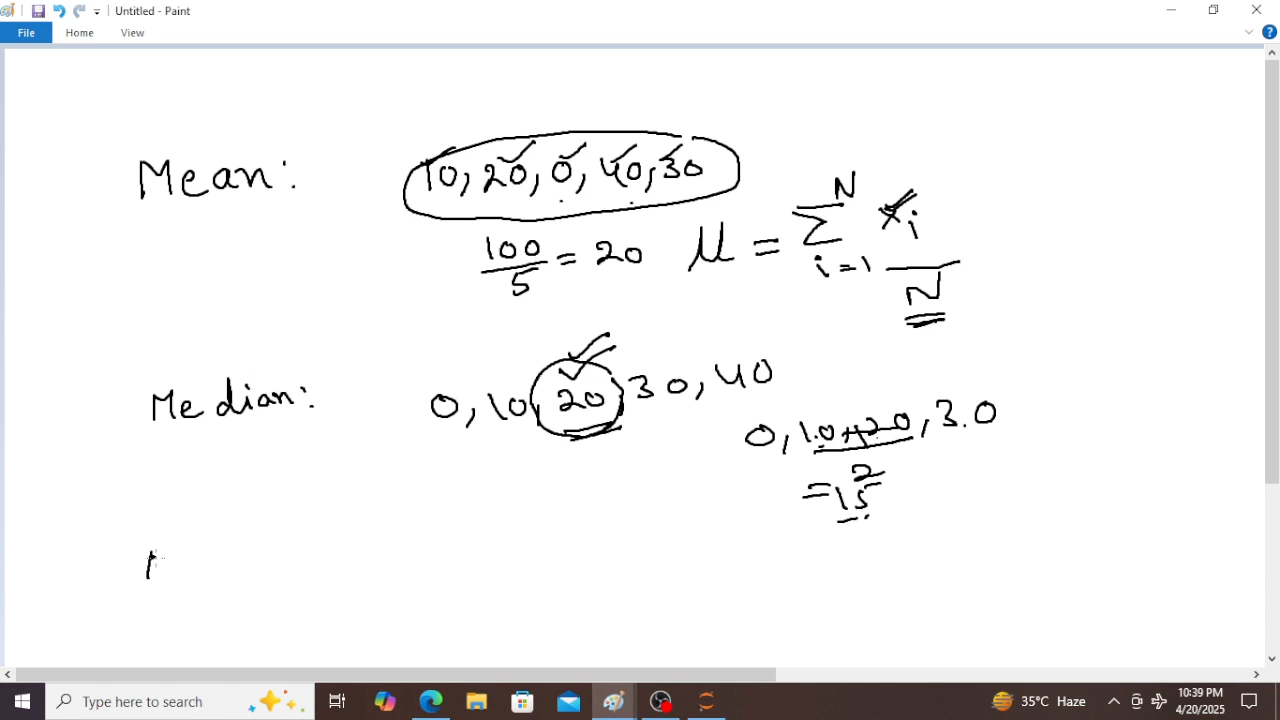 Untitled - Paint
File Home View
Mean: 10, 20, 0, 40, 30
100/5 = 20 μ = N Σ i=1 xi / N
Median: 0, 10, 20, 30, 40
0, 10+20, 30
2
=15
Type here to search
35°C Haze
10:39 PM
4/20/2025